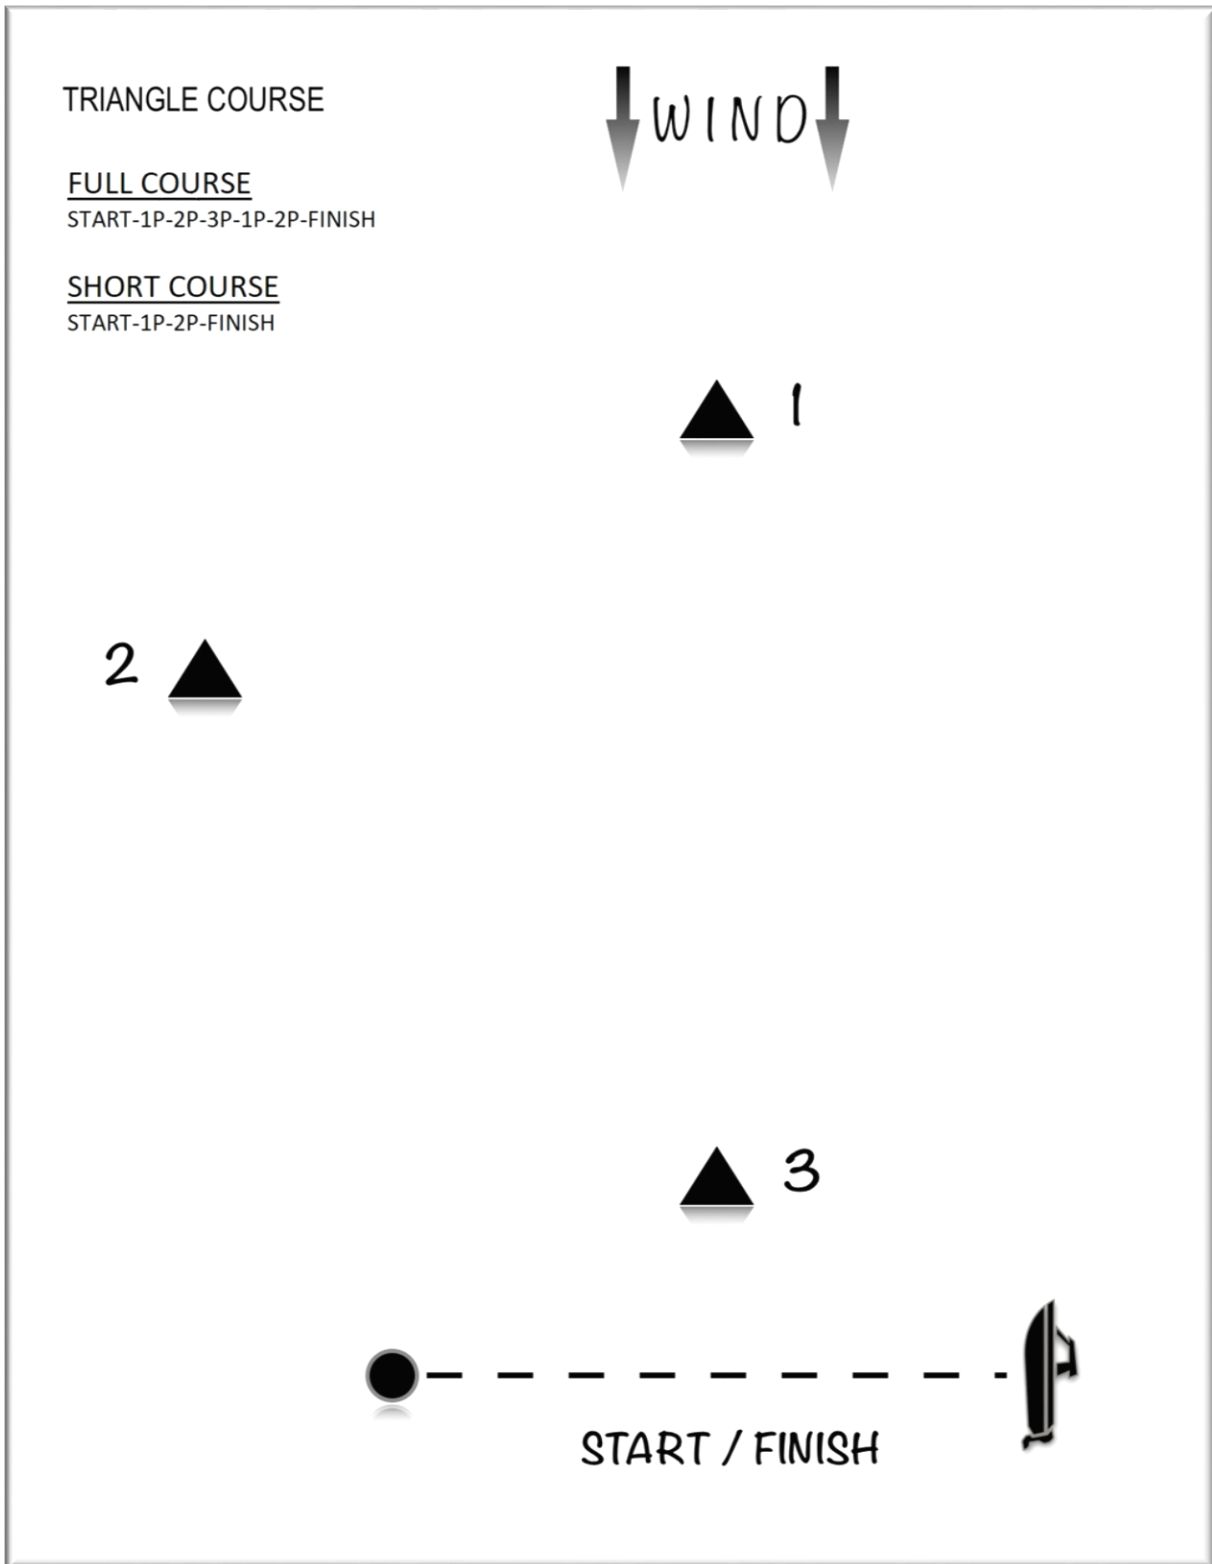 TRIANGLE COURSE
WIND
FULL COURSE
START-1P-2P-3P-1P-2P-FINISH
SHORT COURSE
START-1P-2P-FINISH
1
2
3
START / FINISH